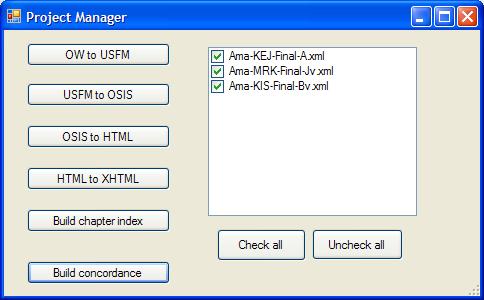 Project Manager
OW to USFM
USFM to OSIS
OSIS to HTML
HTML to XHTML
Build chapter index
Build concordance
Ama-KEJ-Final-A.xml
Ama-MRK-Final-Jv.xml
Ama-KIS-Final-Bv.xml
Check all
Uncheck all